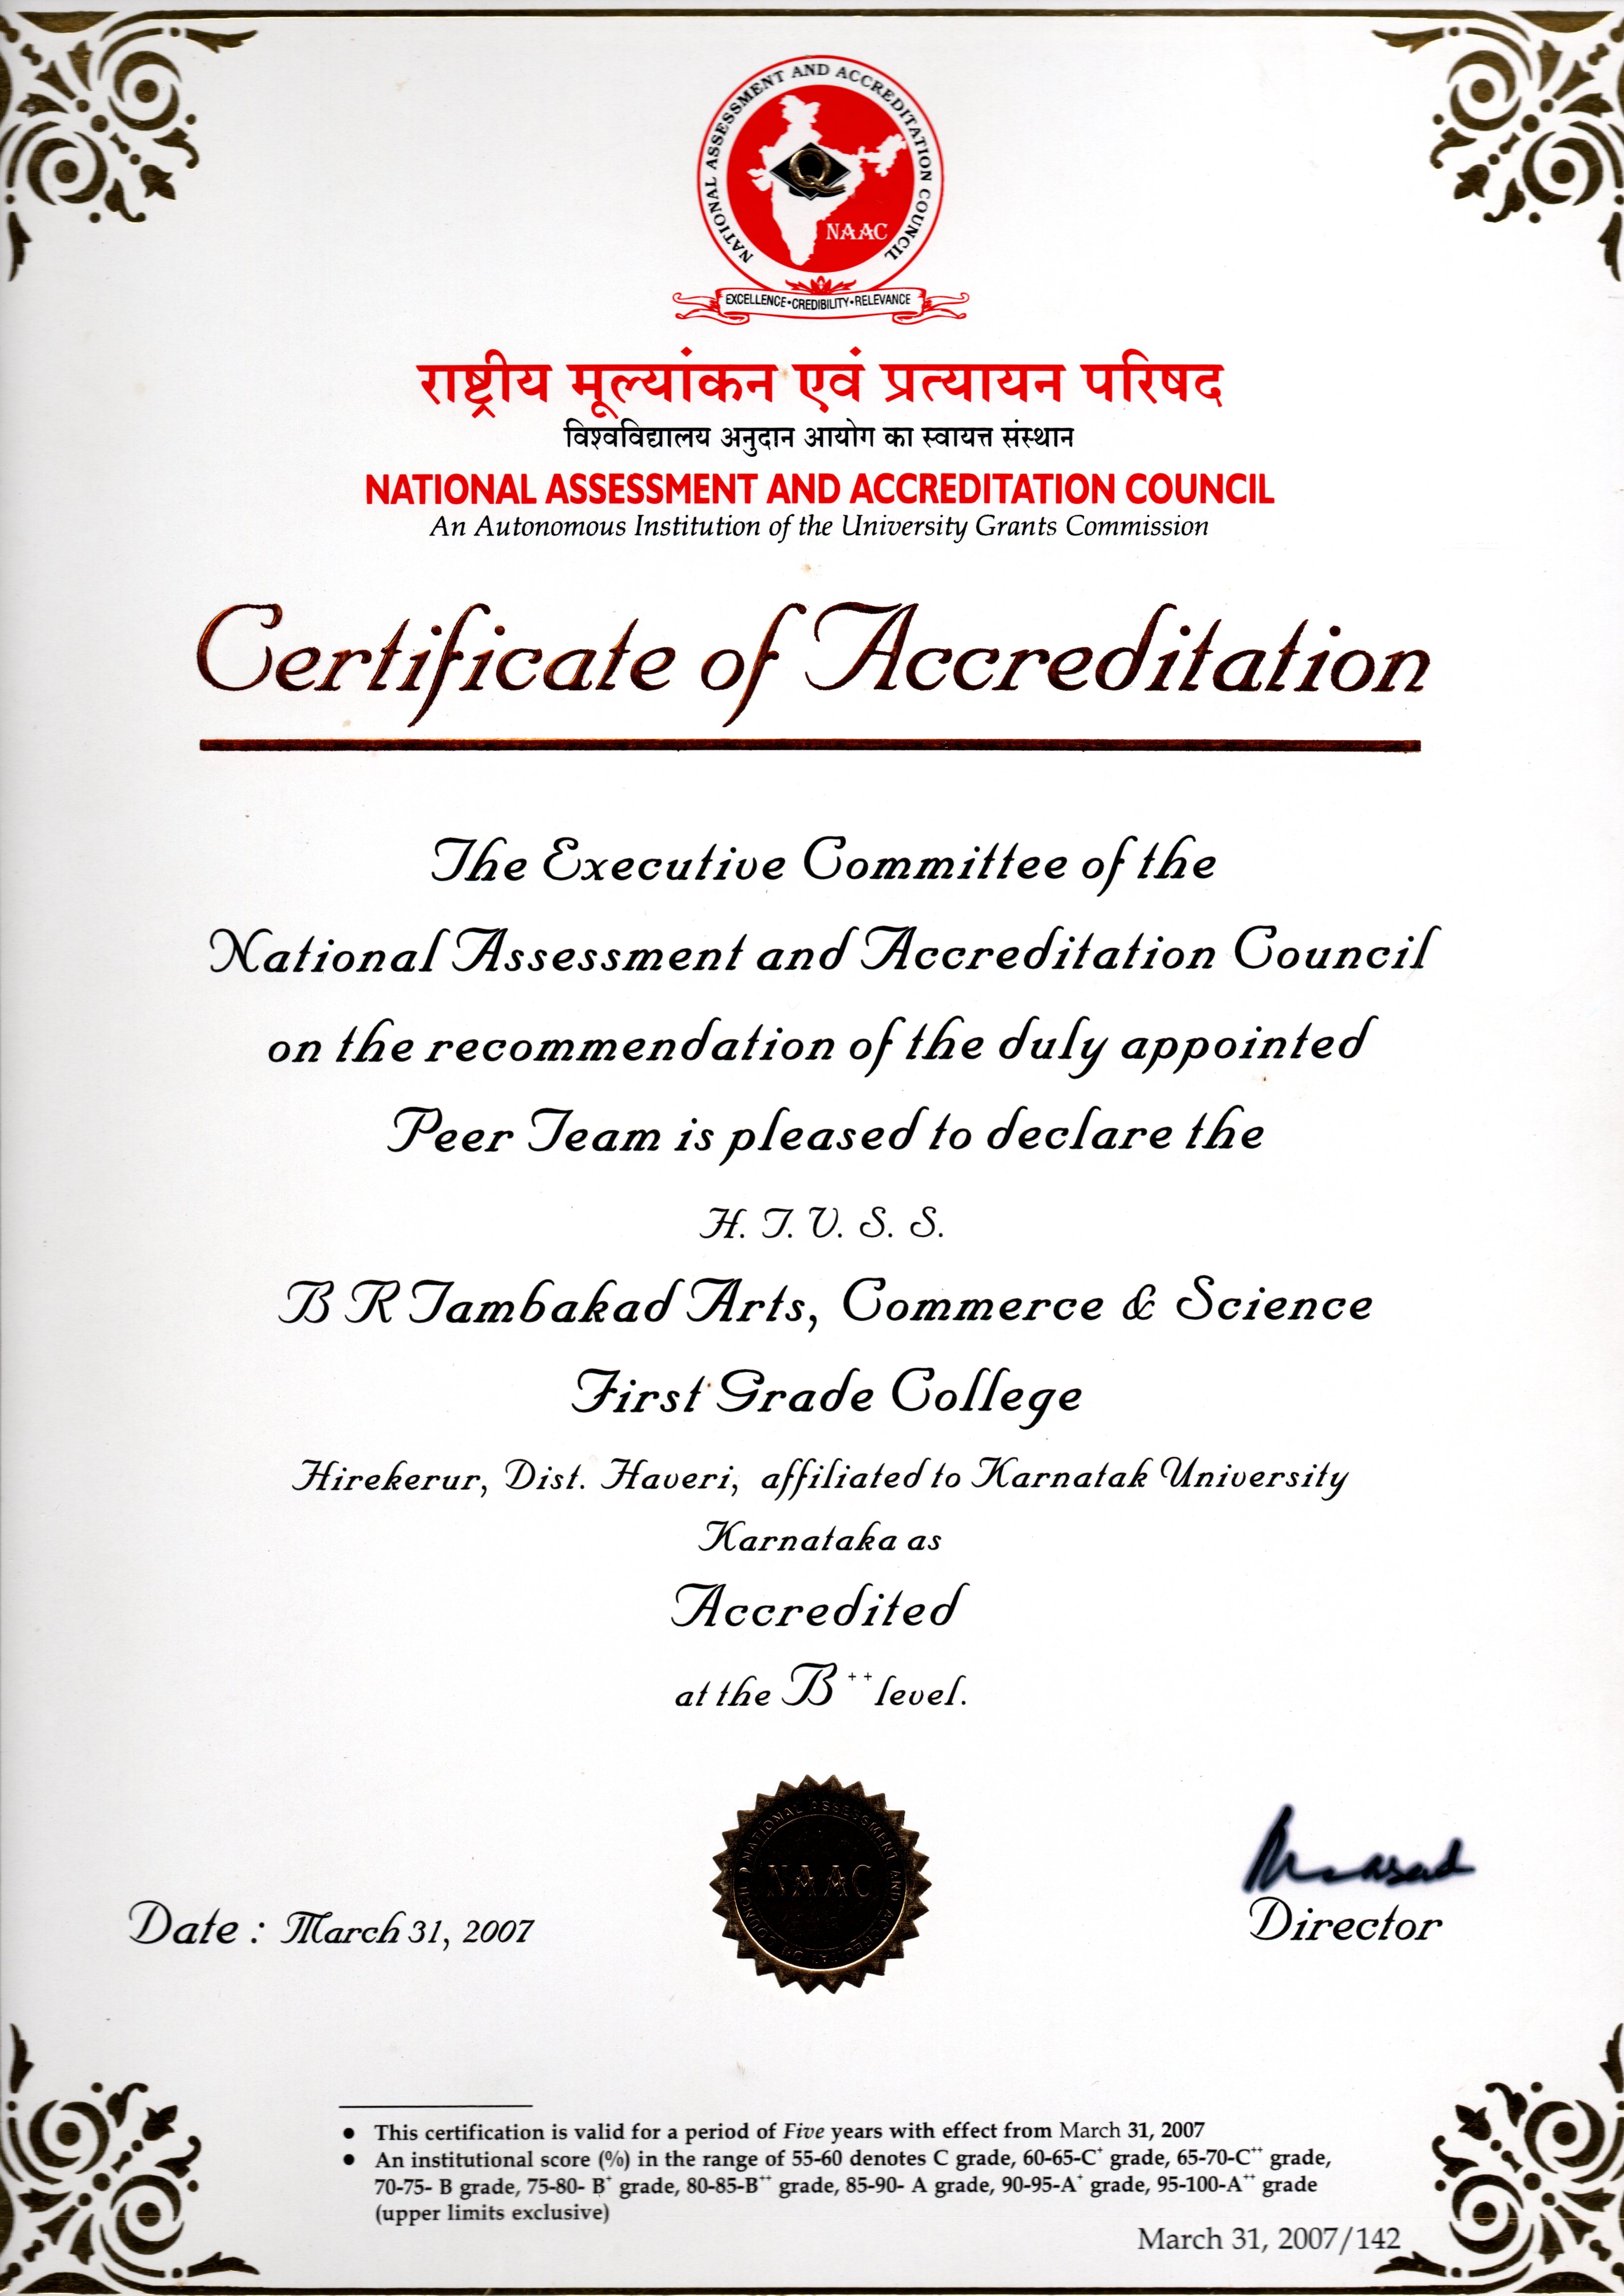 NATIONAL ASSESSMENT AND ACCREDITATION COUNCIL
Q
NAAC
EXCELLENCE•CREDIBILITY•RELEVANCE
राष्ट्रीय मूल्यांकन एवं प्रत्यायन परिषद
विश्वविद्यालय अनुदान आयोग का स्वायत्त संस्थान
NATIONAL ASSESSMENT AND ACCREDITATION COUNCIL
An Autonomous Institution of the University Grants Commission
Certificate of Accreditation
The Executive Committee of the
National Assessment and Accreditation Council
on the recommendation of the duly appointed
Peer Team is pleased to declare the
H. T. V. S. S.
B R Tambakad Arts, Commerce & Science
First Grade College
Hirekerur, Dist. Haveri, affiliated to Karnatak University
Karnataka as
Accredited
at the B++ level.
NATIONAL ASSESSMENT AND ACCREDITATION COUNCIL
NAAC
Date : March 31, 2007
Director
• This certification is valid for a period of Five years with effect from March 31, 2007
• An institutional score (%) in the range of 55-60 denotes C grade, 60-65-C+ grade, 65-70-C++ grade,
70-75- B grade, 75-80- B+ grade, 80-85-B++ grade, 85-90- A grade, 90-95-A+ grade, 95-100-A++ grade
(upper limits exclusive)
March 31, 2007/142